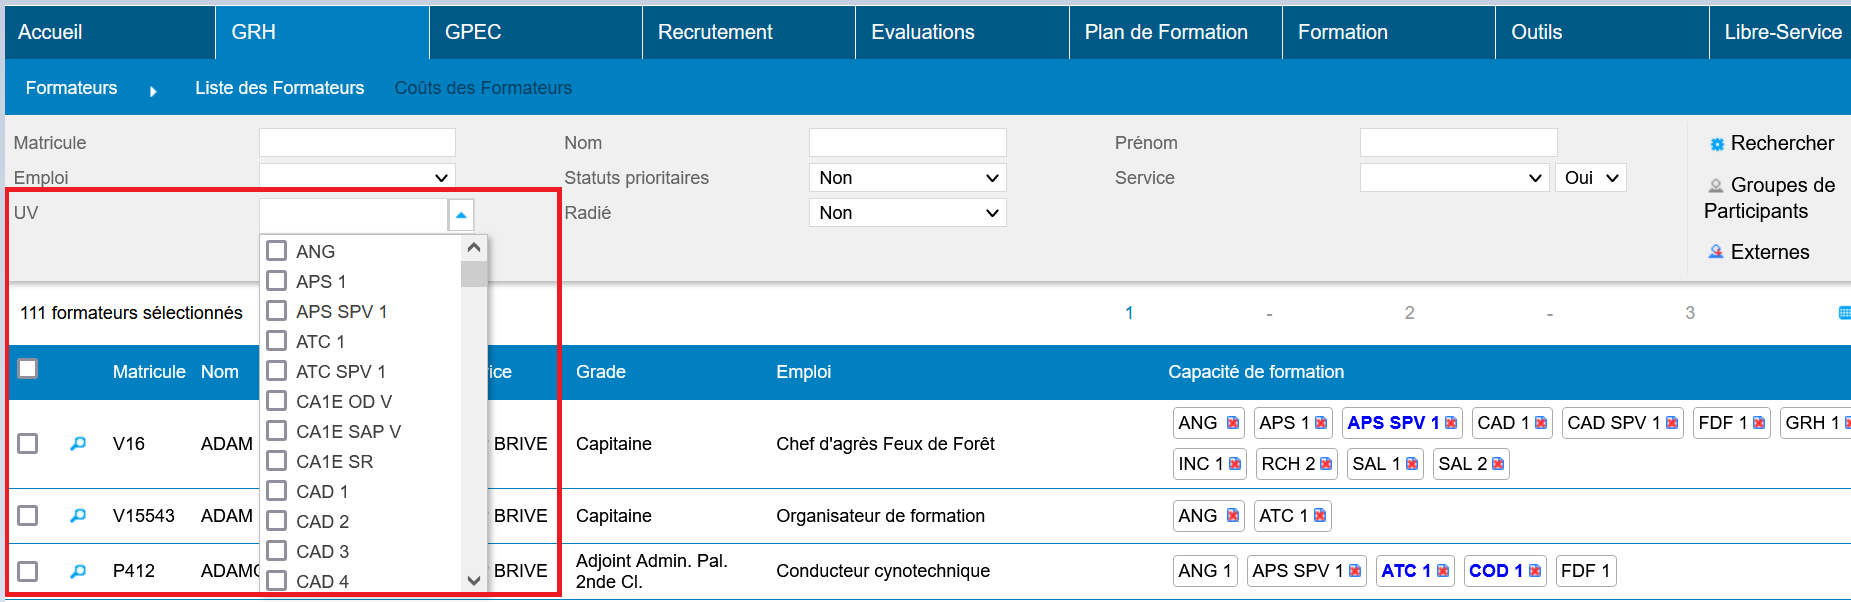 Accueil GRH GPEC Recrutement Evaluations Plan de Formation Formation Outils Libre-Service
Formateurs Liste des Formateurs Coûts des Formateurs
Matricule Nom Prénom Rechercher
Emploi Statuts prioritaires Non Service Oui Groupes de Participants
UV Radié Non
Externes
ANG
APS 1
APS SPV 1
ATC 1
ATC SPV 1
CA1E OD V
CA1E SAP V
CA1E SR
CAD 1
CAD 2
CAD 3
CAD 4
111 formateurs sélectionnés 1 - 2 - 3
Matricule Nom Grade Emploi Capacité de formation
V16 ADAM BRIVE Capitaine Chef d'agrès Feux de Forêt ANG APS 1 APS SPV 1 CAD 1 CAD SPV 1 FDF 1 GRH 1
INC 1 RCH 2 SAL 1 SAL 2
V15543 ADAM BRIVE Capitaine Organisateur de formation ANG ATC 1
P412 BRIVE Adjoint Admin. Pal. 2nde Cl. Conducteur cynotechnique ANG 1 APS SPV 1 ATC 1 COD 1 FDF 1